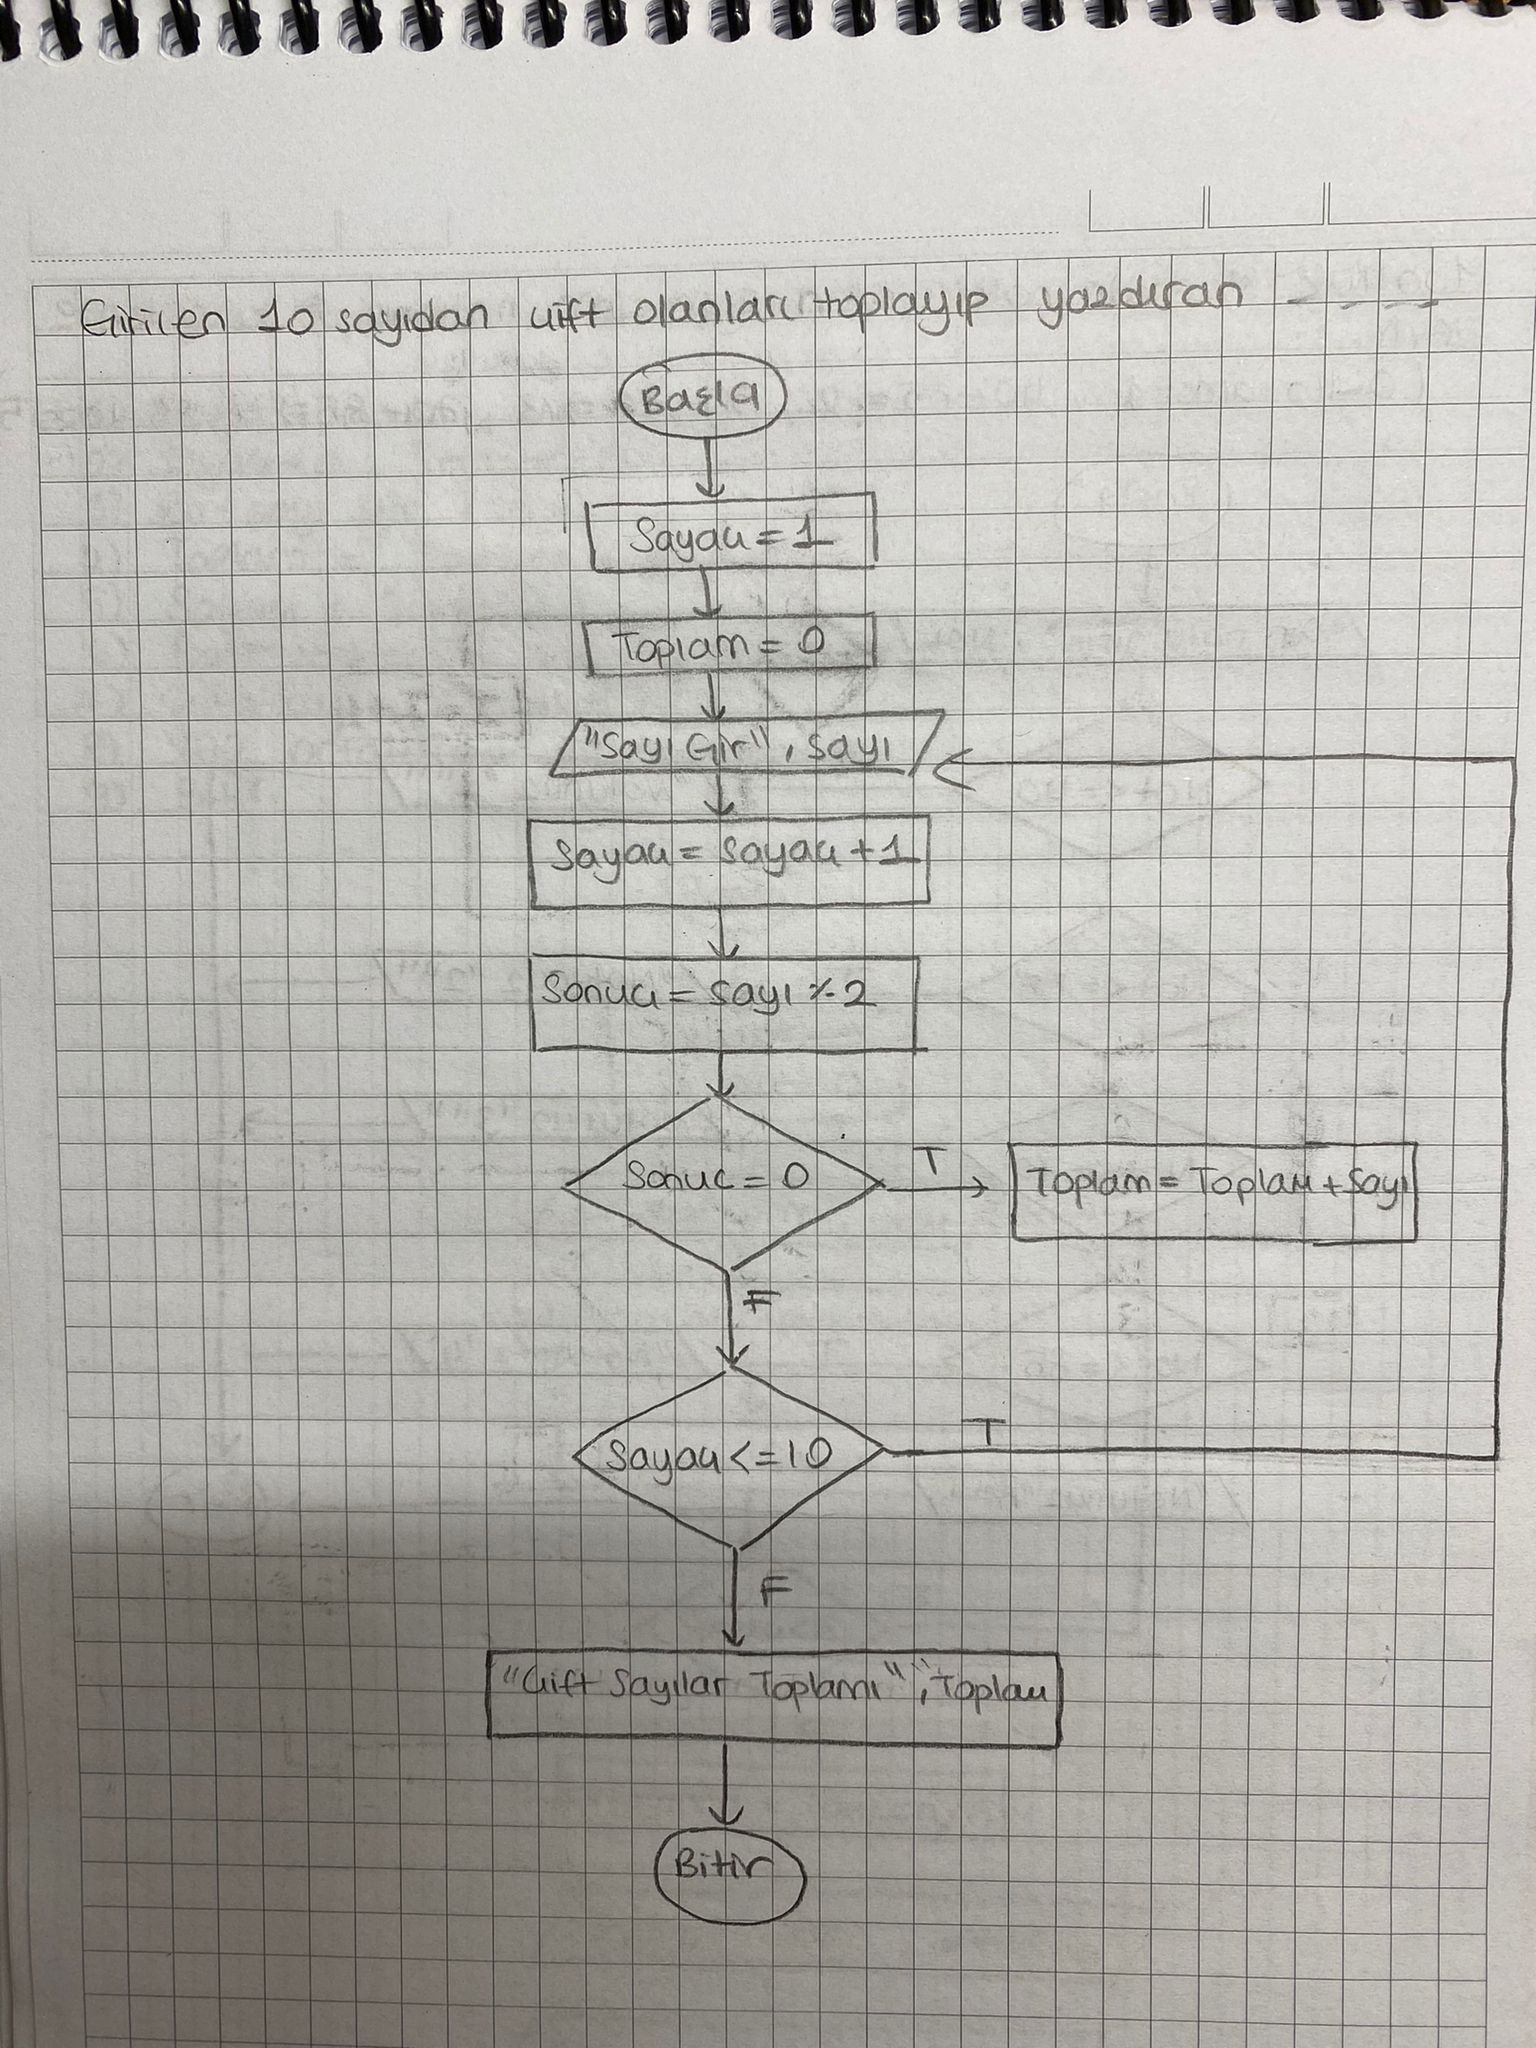 Girilen 10 sayıdan çift olanları toplayıp yazdıran _ _ _ _
Başla
Sayaç = 1
Toplam = 0
"Sayı Gir", sayı
Sayaç = sayaç + 1
Sonuç = sayı % 2
Sonuç = 0
T
Toplam = Toplam + Sayı
F
Sayaç <= 10
T
F
"Çift Sayılar Toplamı", Toplam
Bitir